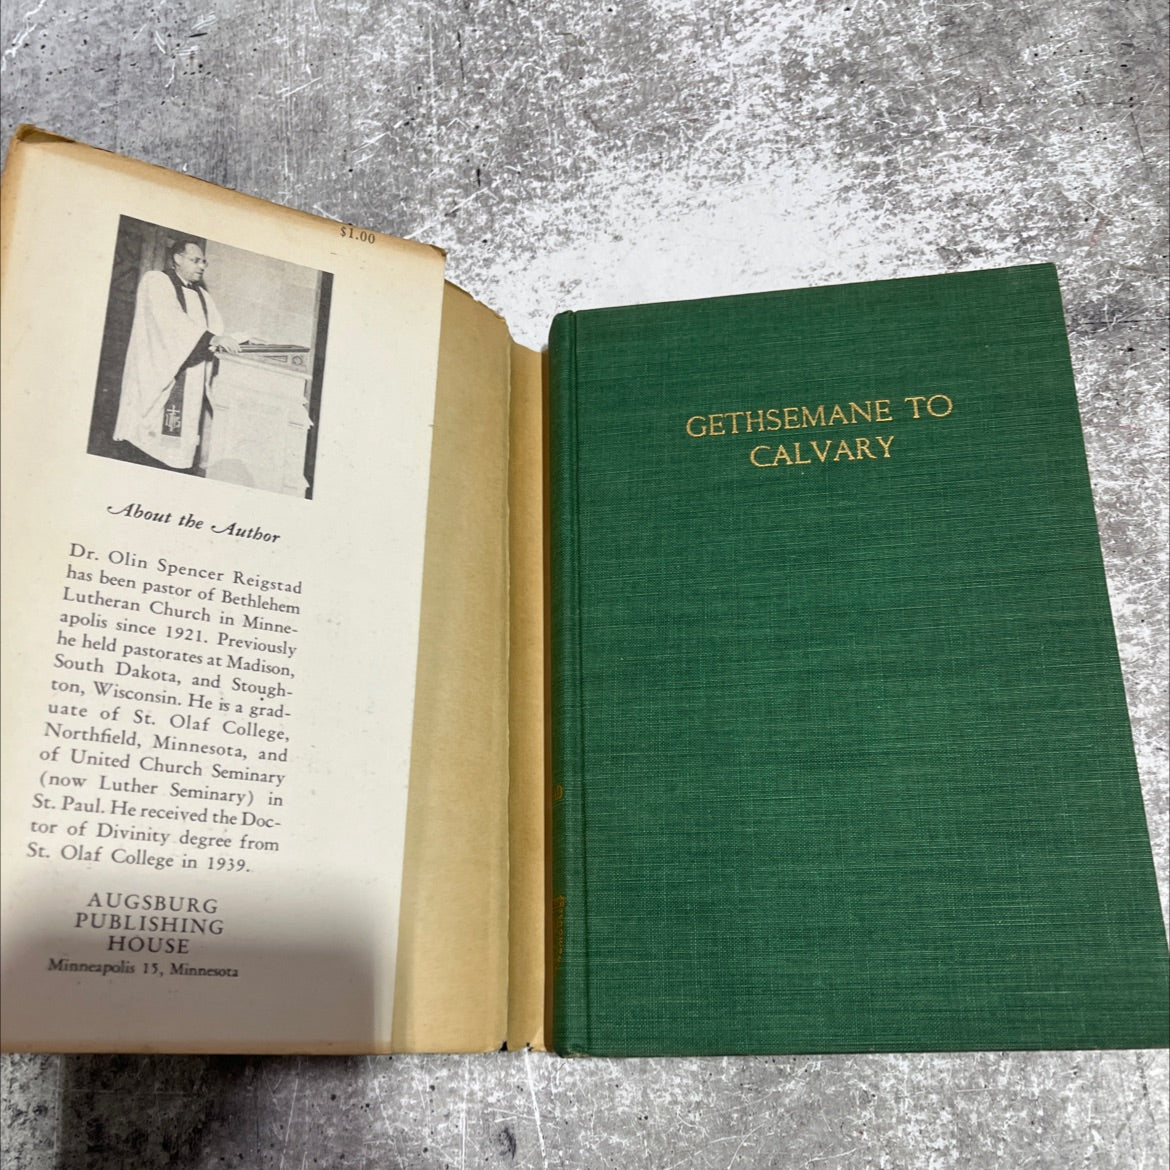 $1.00
About the Author
Dr. Olin Spencer Reigstad
has been pastor of Bethlehem
Lutheran Church in Minne-
apolis since 1921. Previously
he held pastorates at Madison,
South Dakota, and Stough-
ton, Wisconsin. He is a grad-
uate of St. Olaf College,
Northfield, Minnesota, and
of United Church Seminary
(now Luther Seminary) in
St. Paul. He received the Doc-
tor of Divinity degree from
St. Olaf College in 1939.
AUGSBURG
PUBLISHING
HOUSE
Minneapolis 15, Minnesota
GETHSEMANE TO
CALVARY